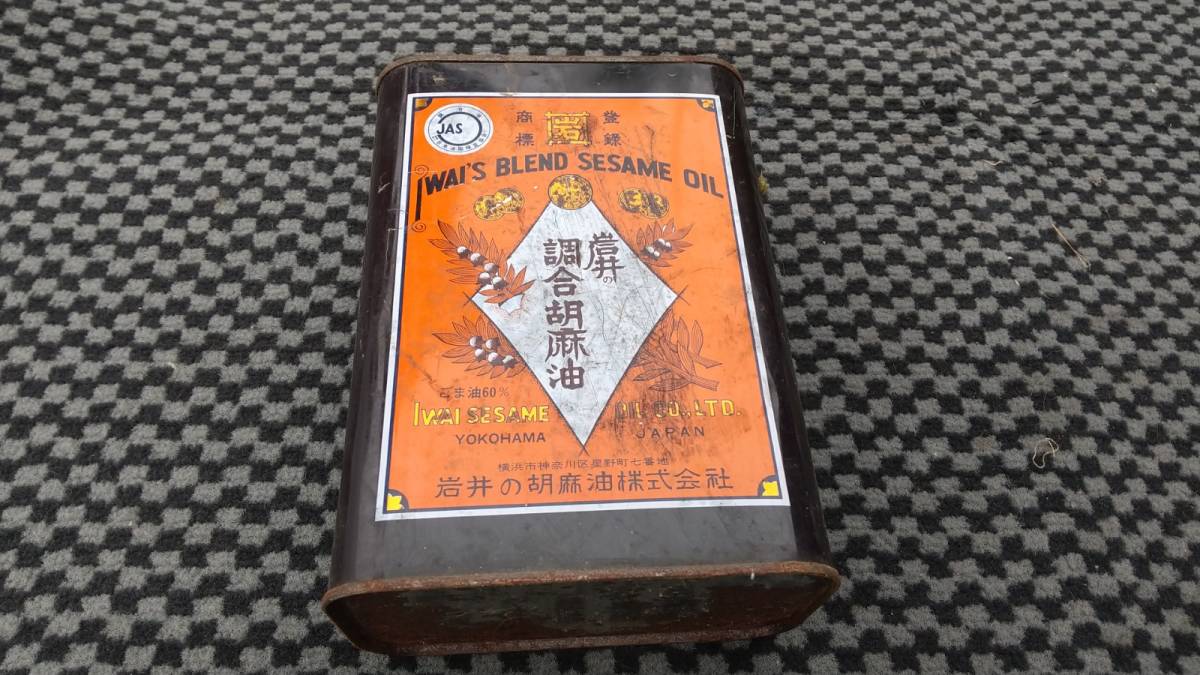 JAS
登録
商標
IWAI'S BLEND SESAME OIL
岩井の
調合胡麻油
ごま油60%
IWAI SESAME OIL CO., LTD.
YOKOHAMA JAPAN
横浜市神奈川区星野町七番地
岩井の胡麻油株式会社